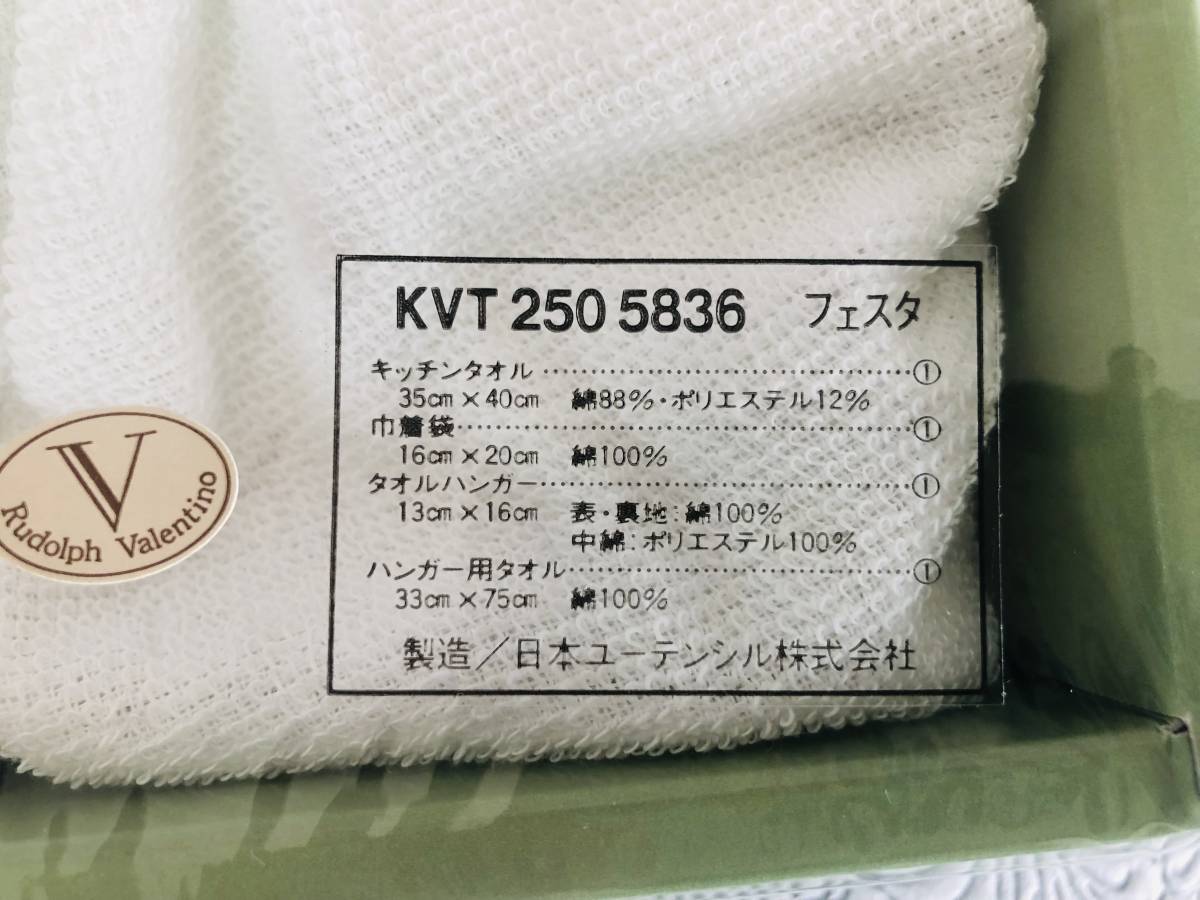 KVT 250 5836 フェスタ
キッチンタオル ①
35cm×40cm 綿88%・ポリエステル12%
巾着袋 ①
16cm×20cm 綿100%
タオルハンガー ①
13cm×16cm 表・裏地:綿100%
中綿:ポリエステル100%
ハンガー用タオル ①
33cm×75cm 綿100%
製造/日本ユーテンシル株式会社
V
Rudolph Valentino